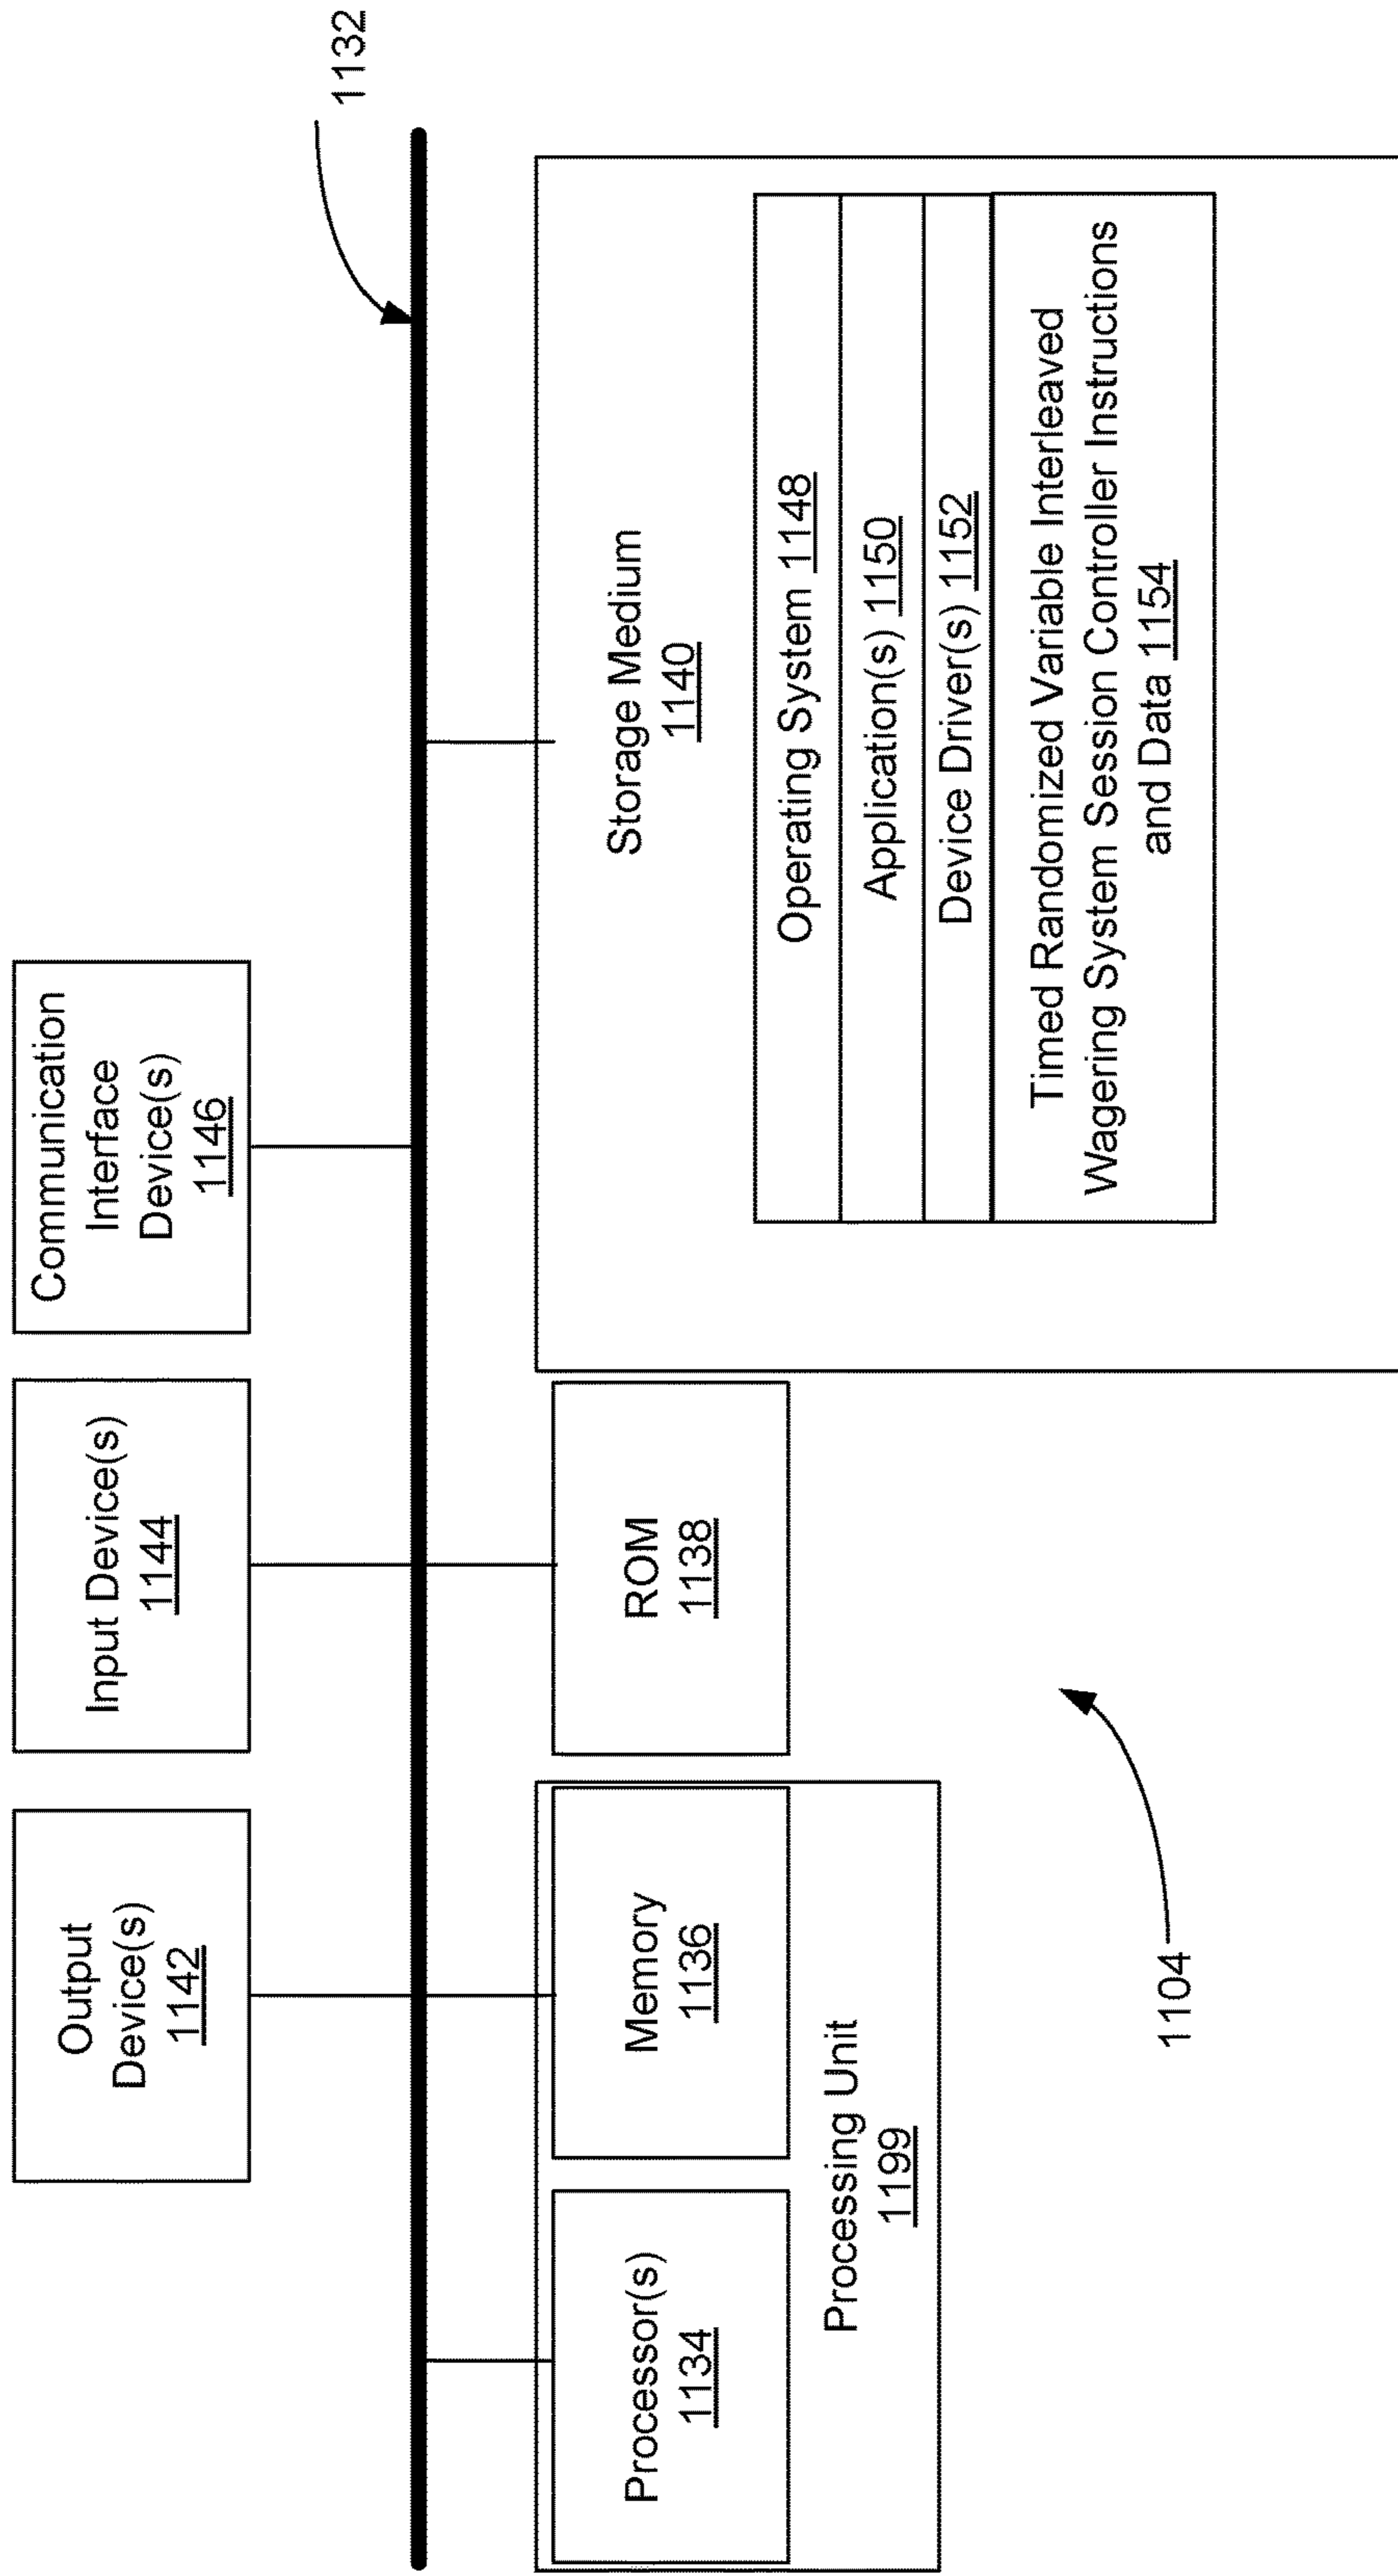 Output
Device(s)
1142
Input Device(s)
1144
Communication
Interface
Device(s)
1146
1132
Processor(s)
1134
Memory
1136
Processing Unit
1199
ROM
1138
Storage Medium
1140
Operating System 1148
Application(s) 1150
Device Driver(s) 1152
Timed Randomized Variable Interleaved
Wagering System Session Controller Instructions
and Data 1154
1104